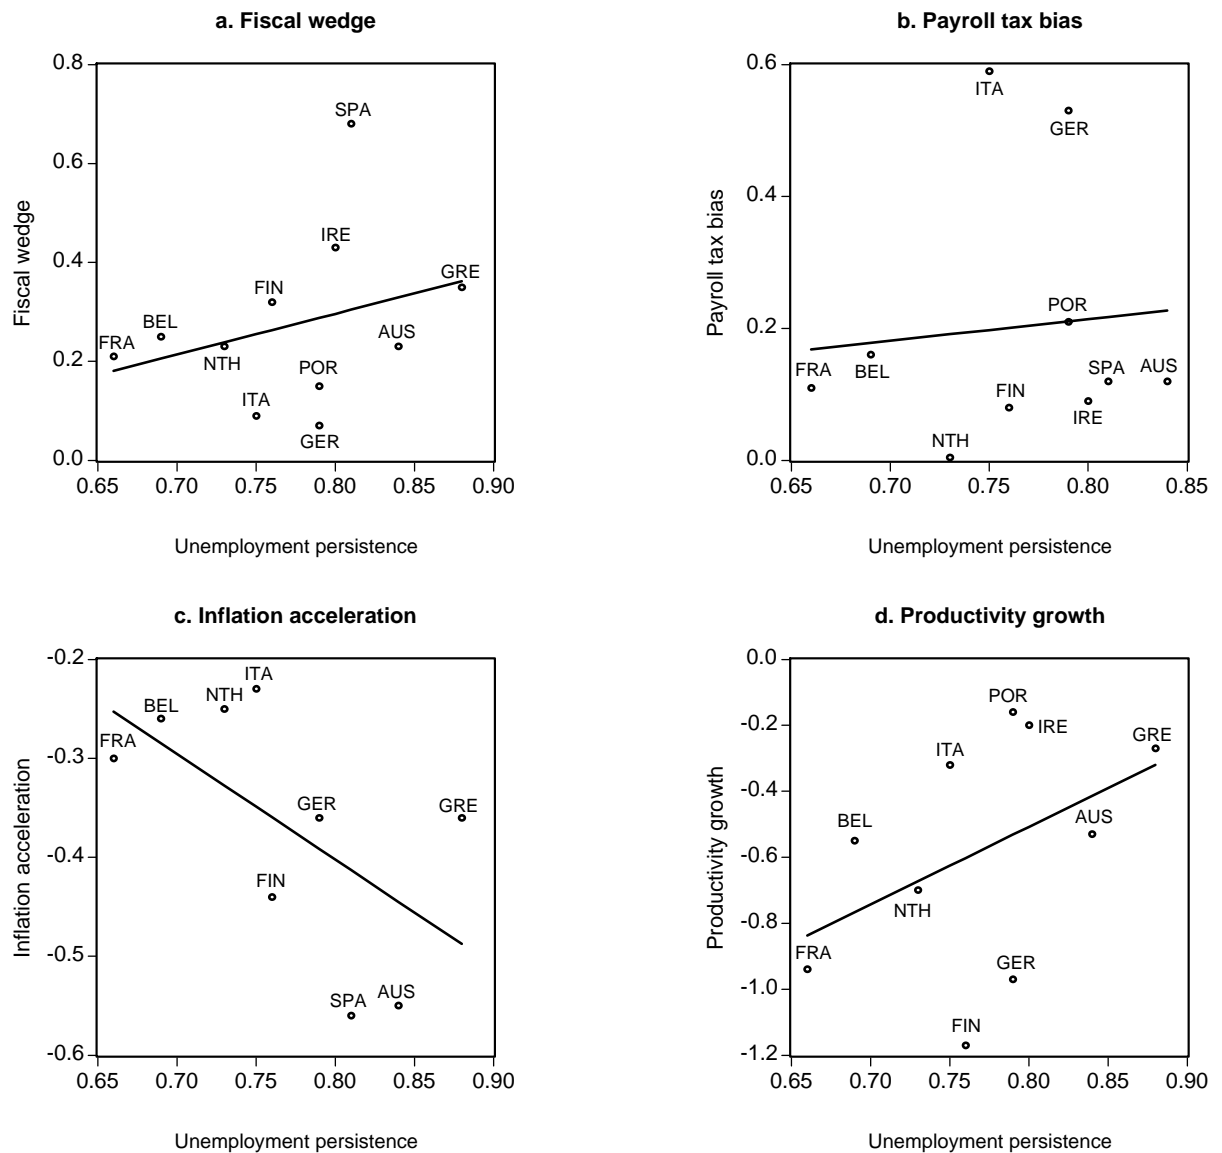 a. Fiscal wedge
0.8
0.6
0.4
0.2
0.0
Fiscal wedge
SPA
IRE
GRE
FIN
BEL
FRA
AUS
NTH
POR
ITA
GER
0.65 0.70 0.75 0.80 0.85 0.90
Unemployment persistence
b. Payroll tax bias
0.6
0.4
0.2
0.0
Payroll tax bias
ITA
GER
POR
FRA
BEL
SPA
AUS
FIN
IRE
NTH
0.65 0.70 0.75 0.80 0.85
Unemployment persistence
c. Inflation acceleration
-0.2
-0.3
-0.4
-0.5
-0.6
Inflation acceleration
ITA
NTH
BEL
FRA
GER
GRE
FIN
SPA
AUS
0.65 0.70 0.75 0.80 0.85 0.90
Unemployment persistence
d. Productivity growth
0.0
-0.2
-0.4
-0.6
-0.8
-1.0
-1.2
Productivity growth
POR
IRE
GRE
ITA
BEL
AUS
NTH
FRA
GER
FIN
0.65 0.70 0.75 0.80 0.85 0.90
Unemployment persistence